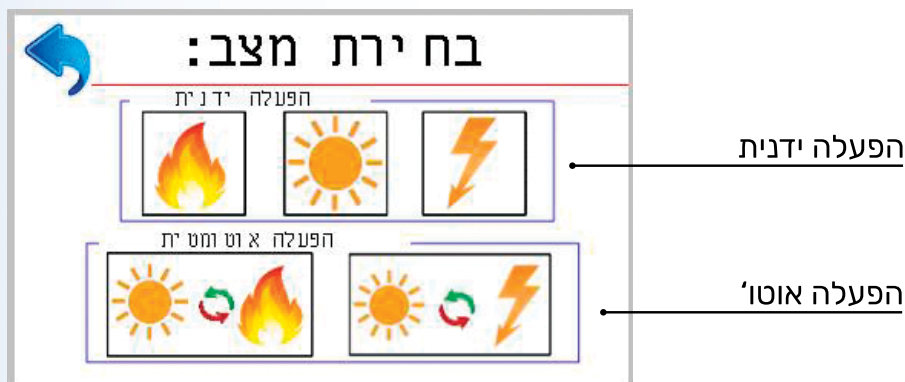 בחירת מצב:
הפעלה ידנית
הפעלה ידנית
הפעלה אוטומטית
הפעלה אוטו'